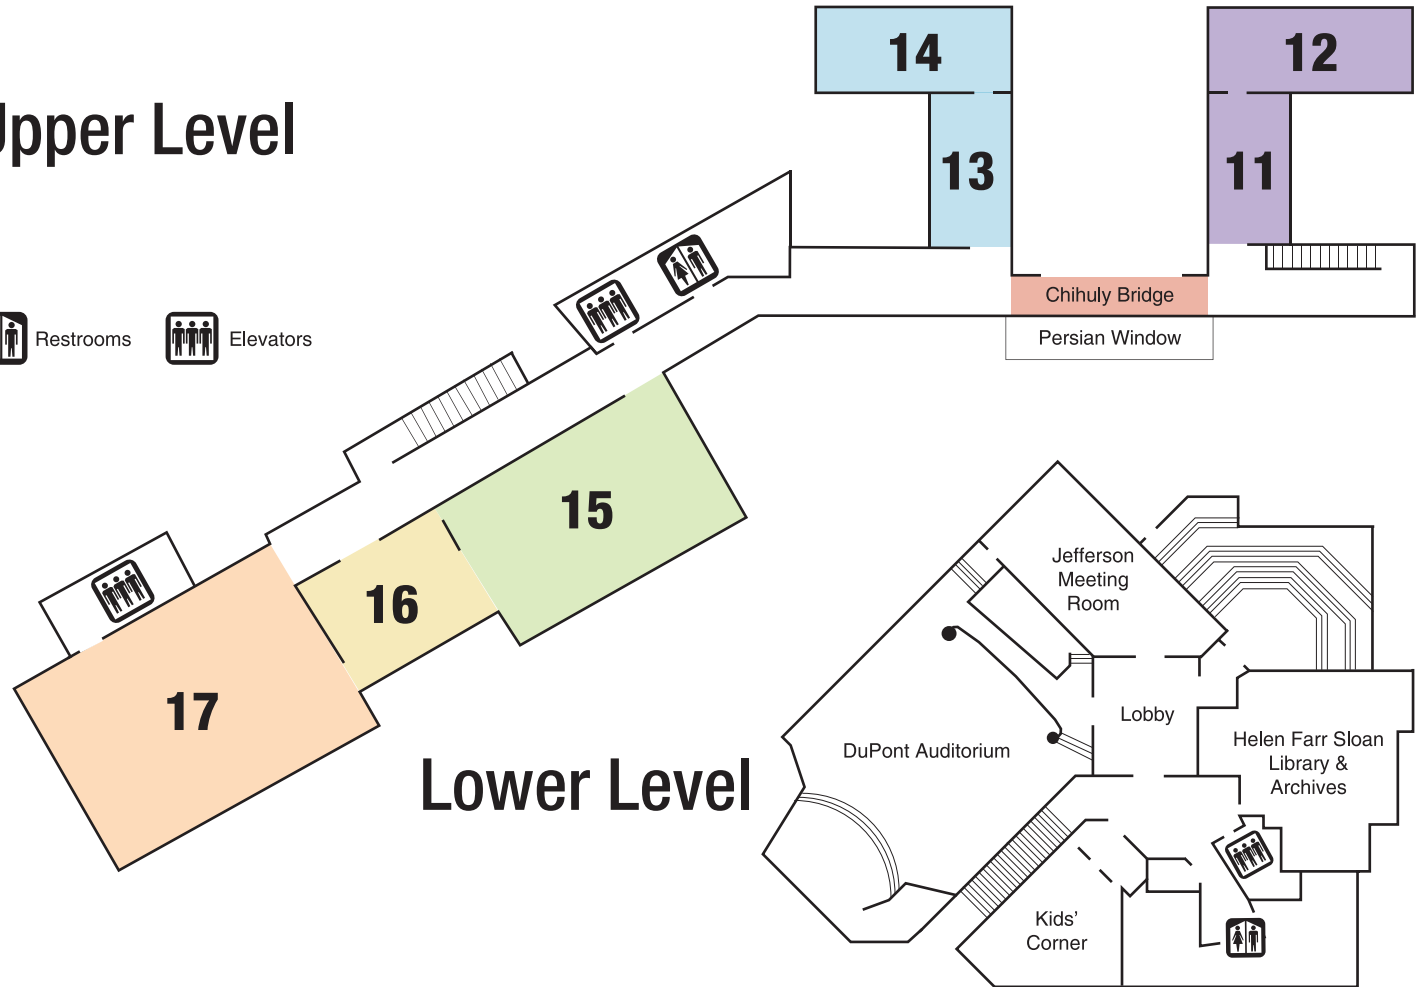 14
12
Upper Level
13
11
Chihuly Bridge
Persian Window
Restrooms
Elevators
15
16
17
Jefferson
Meeting
Room
Lobby
DuPont Auditorium
Helen Farr Sloan
Library &
Archives
Lower Level
Kids'
Corner